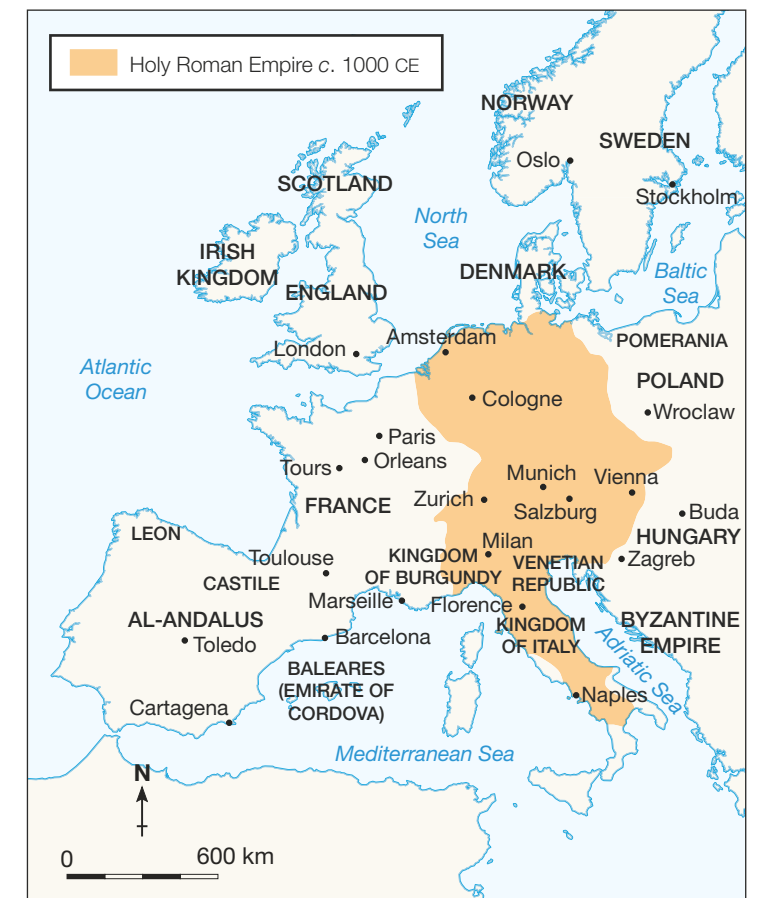 Holy Roman Empire c. 1000 CE
NORWAY
SWEDEN
Oslo
Stockholm
SCOTLAND
North
Sea
IRISH
KINGDOM
ENGLAND
DENMARK
Baltic
Sea
London
Amsterdam
POMERANIA
Atlantic
Ocean
POLAND
Cologne
Wroclaw
Paris
Orleans
Tours
Munich
Vienna
FRANCE
Zurich
Salzburg
Buda
LEON
HUNGARY
Milan
Toulouse
KINGDOM
OF BURGUNDY
VENETIAN
REPUBLIC
Zagreb
CASTILE
Marseille
Florence
AL-ANDALUS
KINGDOM
OF ITALY
BYZANTINE
EMPIRE
Toledo
Barcelona
Adriatic Sea
BALEARES
(EMIRATE OF
CORDOVA)
Naples
Cartagena
Mediterranean Sea
N
0 600 km